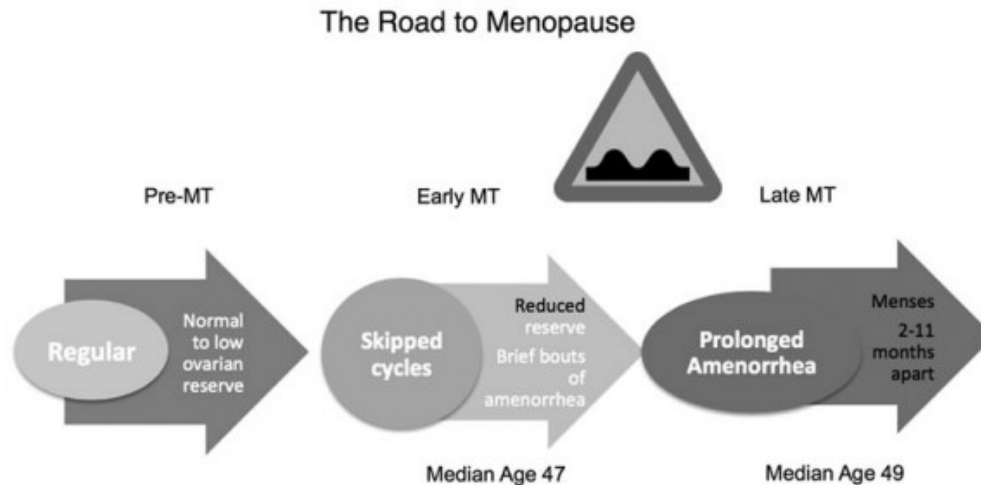 The Road to Menopause
Pre-MT
Early MT
Late MT
Regular
Normal
to low
ovarian
reserve
Skipped
cycles
Reduced
reserve
Brief bouts
of
amenorrhea
Prolonged
Amenorrhea
Menses
2-11
months
apart
Median Age 47
Median Age 49